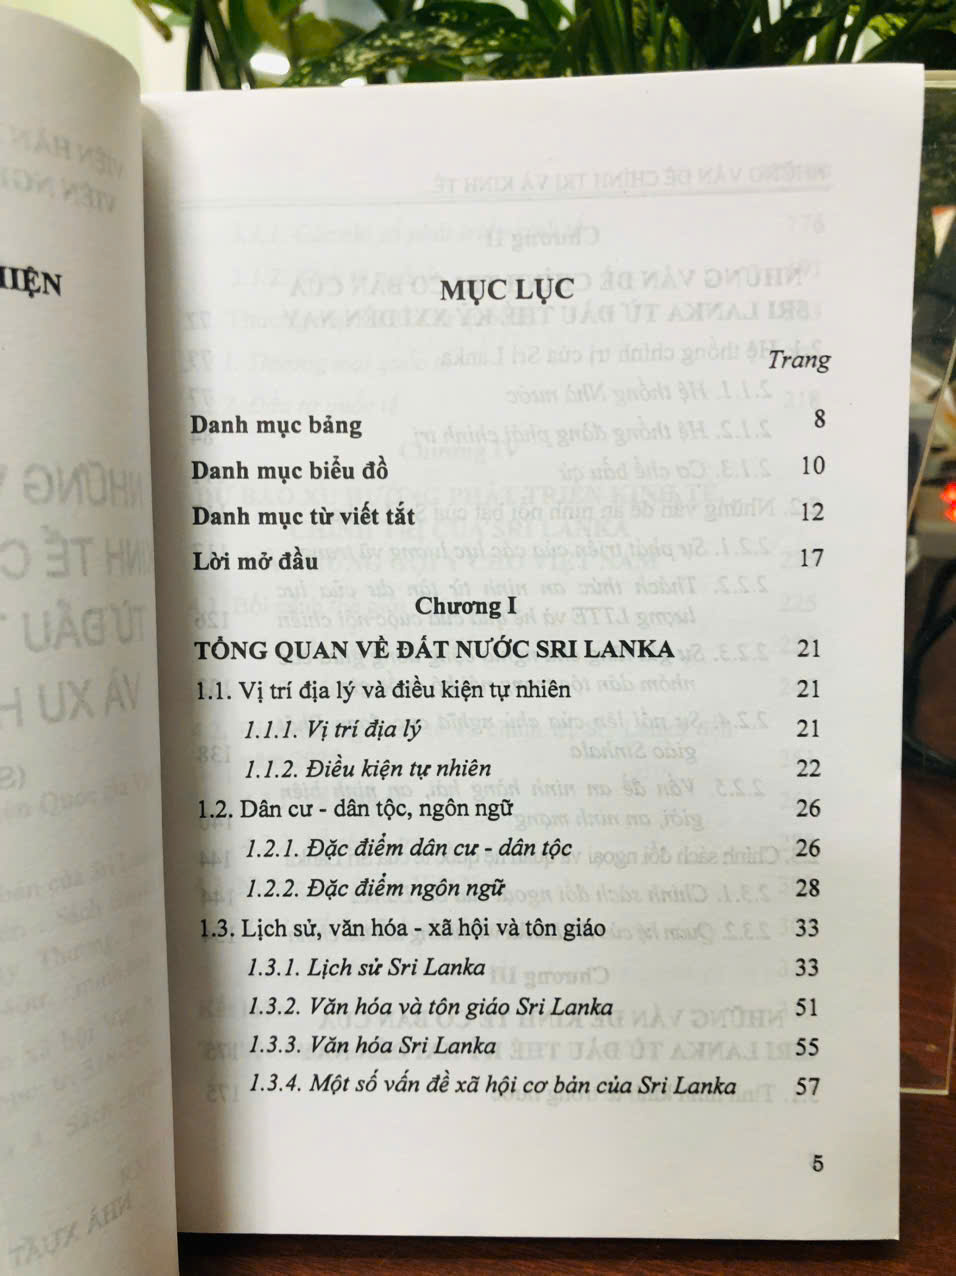 HIỆN
MỤC LỤC
Trang
Danh mục bảng 8
Danh mục biểu đồ 10
Danh mục từ viết tắt 12
Lời mở đầu 17
Chương I
TỔNG QUAN VỀ ĐẤT NƯỚC SRI LANKA 21
1.1. Vị trí địa lý và điều kiện tự nhiên 21
1.1.1. Vị trí địa lý 21
1.1.2. Điều kiện tự nhiên 22
1.2. Dân cư - dân tộc, ngôn ngữ 26
1.2.1. Đặc điểm dân cư - dân tộc 26
1.2.2. Đặc điểm ngôn ngữ 28
1.3. Lịch sử, văn hóa - xã hội và tôn giáo 33
1.3.1. Lịch sử Sri Lanka 33
1.3.2. Văn hóa và tôn giáo Sri Lanka 51
1.3.3. Văn hóa Sri Lanka 55
1.3.4. Một số vấn đề xã hội cơ bản của Sri Lanka 57
5